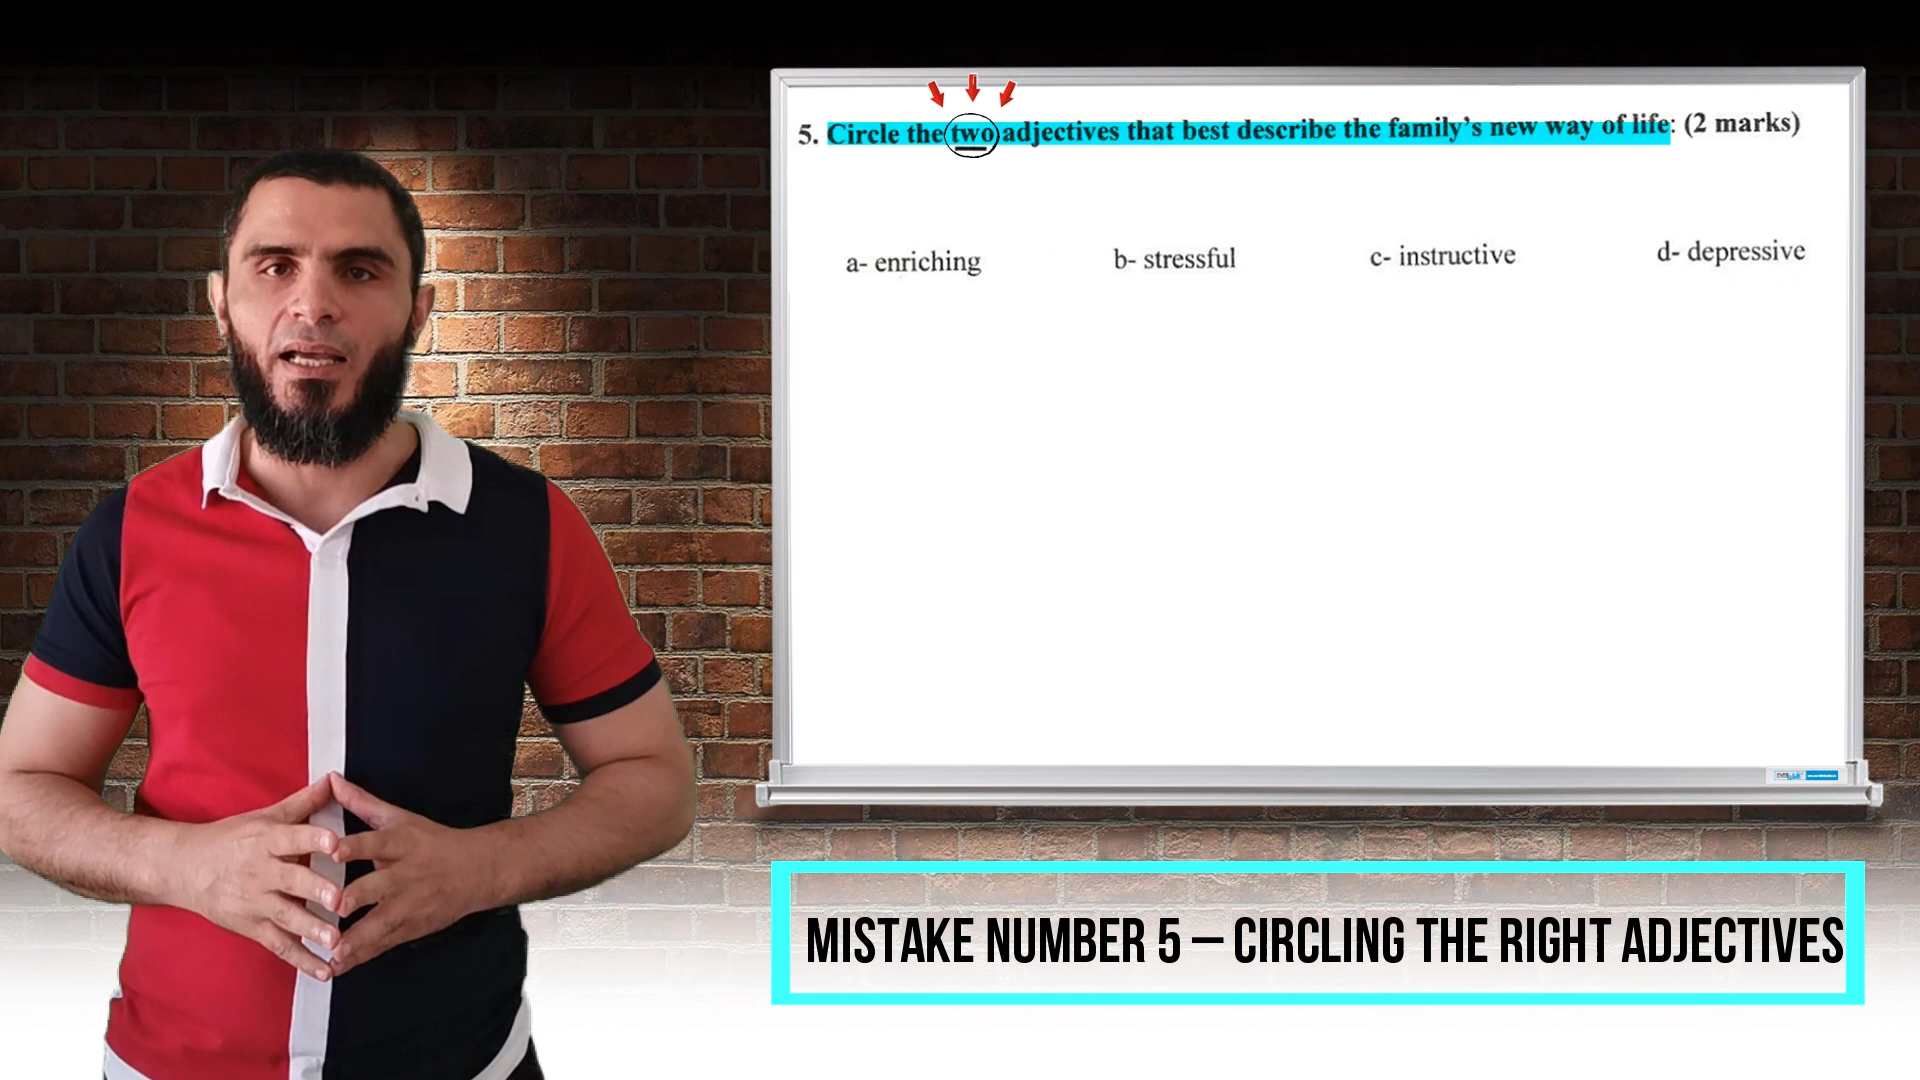 5. Circle the two adjectives that best describe the family's new way of life: (2 marks)
a- enriching b- stressful c- instructive d- depressive
MISTAKE NUMBER 5 – CIRCLING THE RIGHT ADJECTIVES